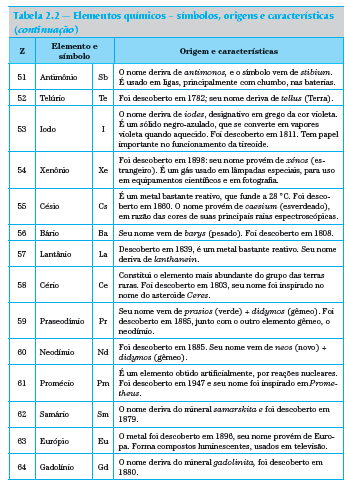 Tabela 2.2 — Elementos químicos – símbolos, origens e características
(continuação)
Z Elemento e símbolo Origem e características
51 Antimônio Sb O nome deriva de antimonos, e o símbolo vem de stibium.
É usado em ligas, principalmente com chumbo, nas baterias.
52 Telúrio Te Foi descoberto em 1782; seu nome deriva de tellus (Terra).
53 Iodo I O nome deriva de iodes, designativo em grego da cor violeta.
É um sólido negro-azulado, que se converte em vapores
violeta quando aquecido. Foi descoberto em 1811. Tem papel
importante no funcionamento da tireoide.
54 Xenônio Xe Foi descoberto em 1898: seu nome provém de xénos (es-
trangeiro). É um gás usado em lâmpadas especiais, para uso
em equipamentos científicos e em fotografia.
55 Césio Cs É um metal bastante reativo, que funde a 28 °C. Foi desco-
berto em 1860. O nome provém de caesium (esverdeado),
em razão das cores de suas principais raias espectroscópicas.
56 Bário Ba Seu nome vem de barys (pesado). Foi descoberto em 1808.
57 Lantânio La Descoberto em 1839, é um metal bastante reativo. Seu nome
deriva de lanthanein.
58 Cério Ce Constitui o elemento mais abundante do grupo das terras
raras. Foi descoberto em 1803, seu nome foi inspirado no
nome do asteroide Ceres.
59 Praseodímio Pr Seu nome vem de prasios (verde) + didymos (gêmeo). Foi
descoberto em 1885, junto com o outro elemento gêmeo, o
neodímio.
60 Neodímio Nd Foi descoberto em 1885. Seu nome vem de neos (novo) +
didymos (gêmeo).
61 Promécio Pm É um elemento obtido artificialmente, por reações nucleares.
Foi descoberto em 1947 e seu nome foi inspirado em Prome-
theus.
62 Samário Sm O nome deriva do mineral samarskita e foi descoberto em
1879.
63 Európio Eu O metal foi descoberto em 1896, seu nome provém de Euro-
pa. Forma compostos luminescentes, usados em televisão.
64 Gadolínio Gd O nome deriva do mineral gadolinita, foi descoberto em
1880.